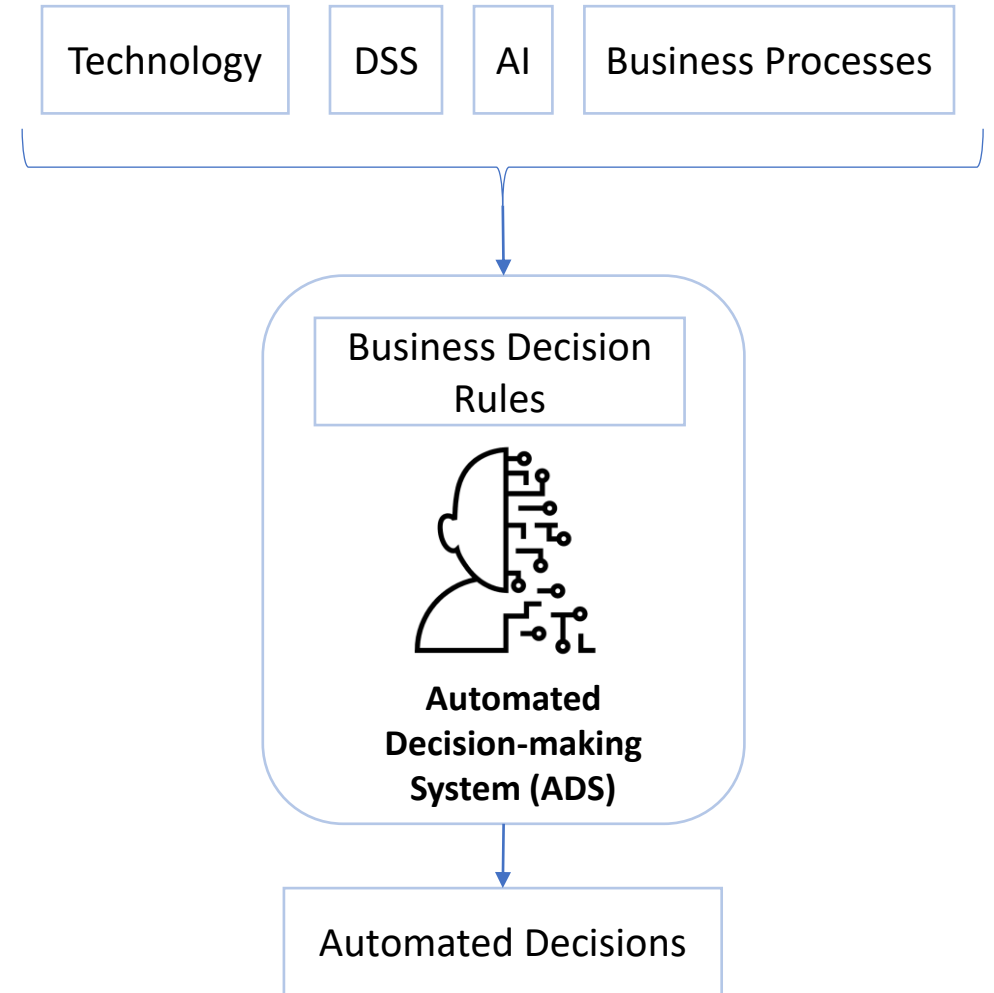 Technology
DSS
AI
Business Processes
Business Decision
Rules
Automated
Decision-making
System (ADS)
Automated Decisions